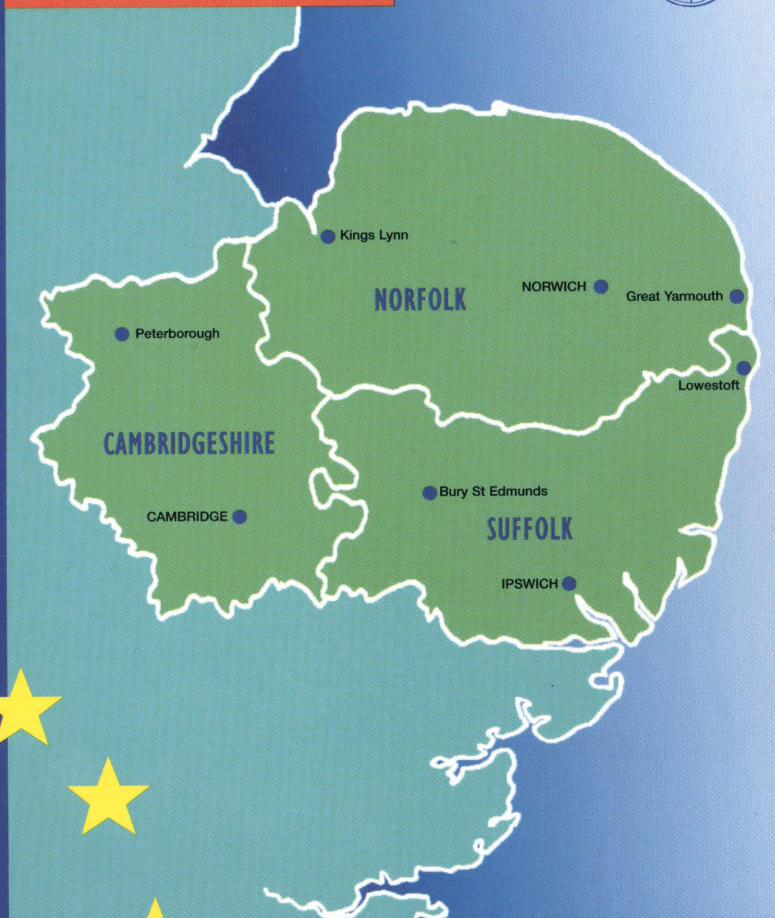 Kings Lynn
NORFOLK
NORWICH
Great Yarmouth
Peterborough
Lowestoft
CAMBRIDGESHIRE
Bury St Edmunds
CAMBRIDGE
SUFFOLK
IPSWICH